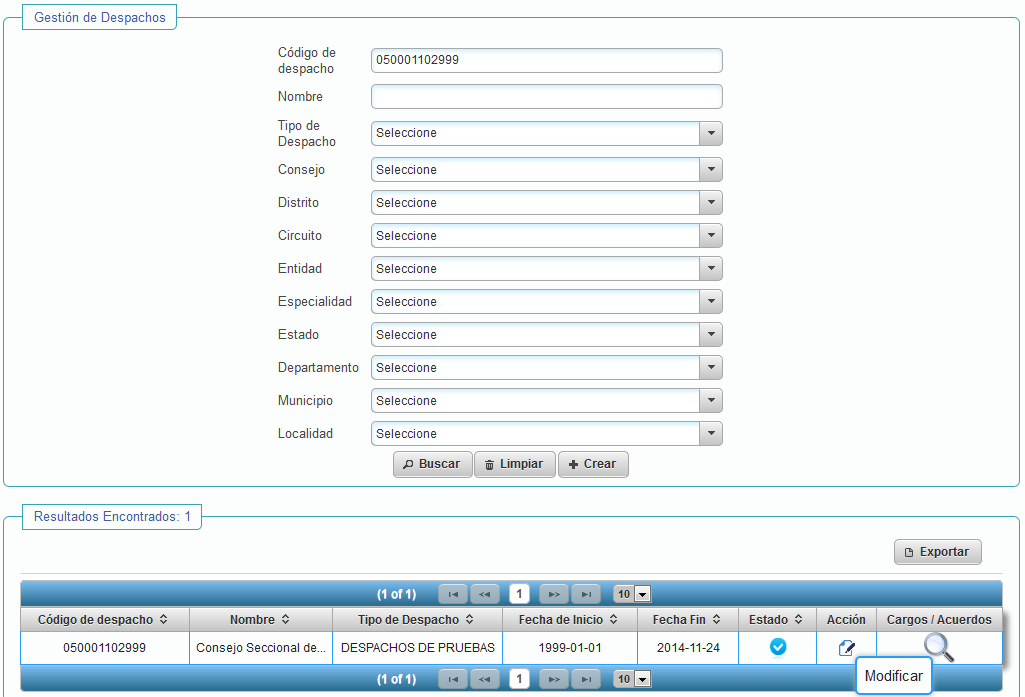 Gestión de Despachos
Código de
despacho
050001102999
Nombre
Tipo de
Despacho
Seleccione
Consejo
Seleccione
Distrito
Seleccione
Circuito
Seleccione
Entidad
Seleccione
Especialidad
Seleccione
Estado
Seleccione
Departamento
Seleccione
Municipio
Seleccione
Localidad
Seleccione
Buscar Limpiar Crear
Resultados Encontrados: 1
Exportar
(1 of 1) 1 10
Código de despacho Nombre Tipo de Despacho Fecha de Inicio Fecha Fin Estado Acción Cargos / Acuerdos
050001102999 Consejo Seccional de... DESPACHOS DE PRUEBAS 1999-01-01 2014-11-24
(1 of 1) 1 10
Modificar